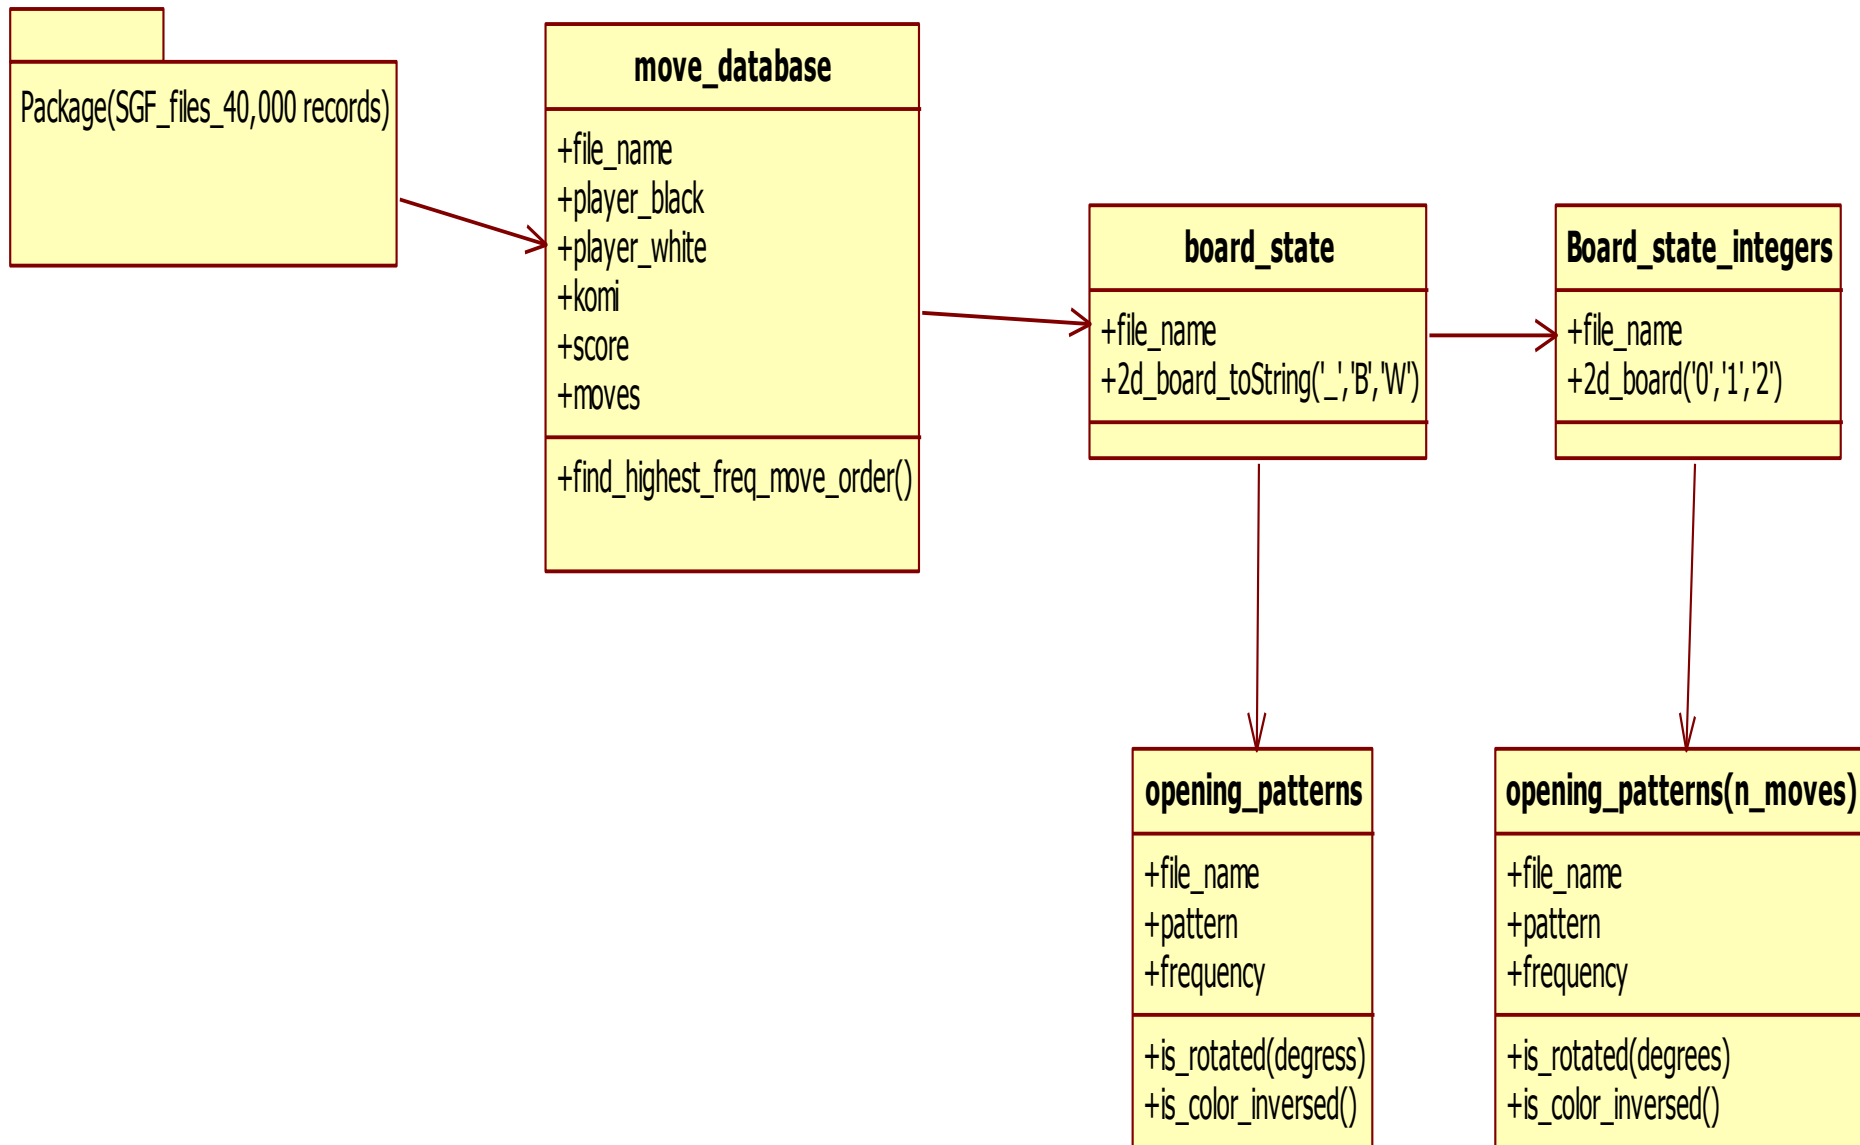 Package(SGF_files_40,000 records)
move_database
+file_name
+player_black
+player_white
+komi
+score
+moves
+find_highest_freq_move_order()
board_state
+file_name
+2d_board_toString('_','B','W')
Board_state_integers
+file_name
+2d_board('0','1','2')
opening_patterns
+file_name
+pattern
+frequency
+is_rotated(degress)
+is_color_inversed()
opening_patterns(n_moves)
+file_name
+pattern
+frequency
+is_rotated(degrees)
+is_color_inversed()